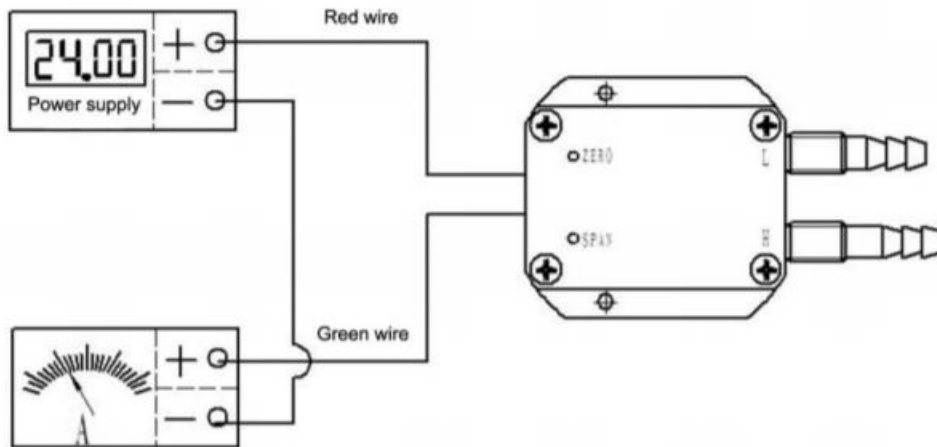 Red wire
24.00
+
Power supply
−
ZERO
L
SPAN
H
Green wire
+
−
A